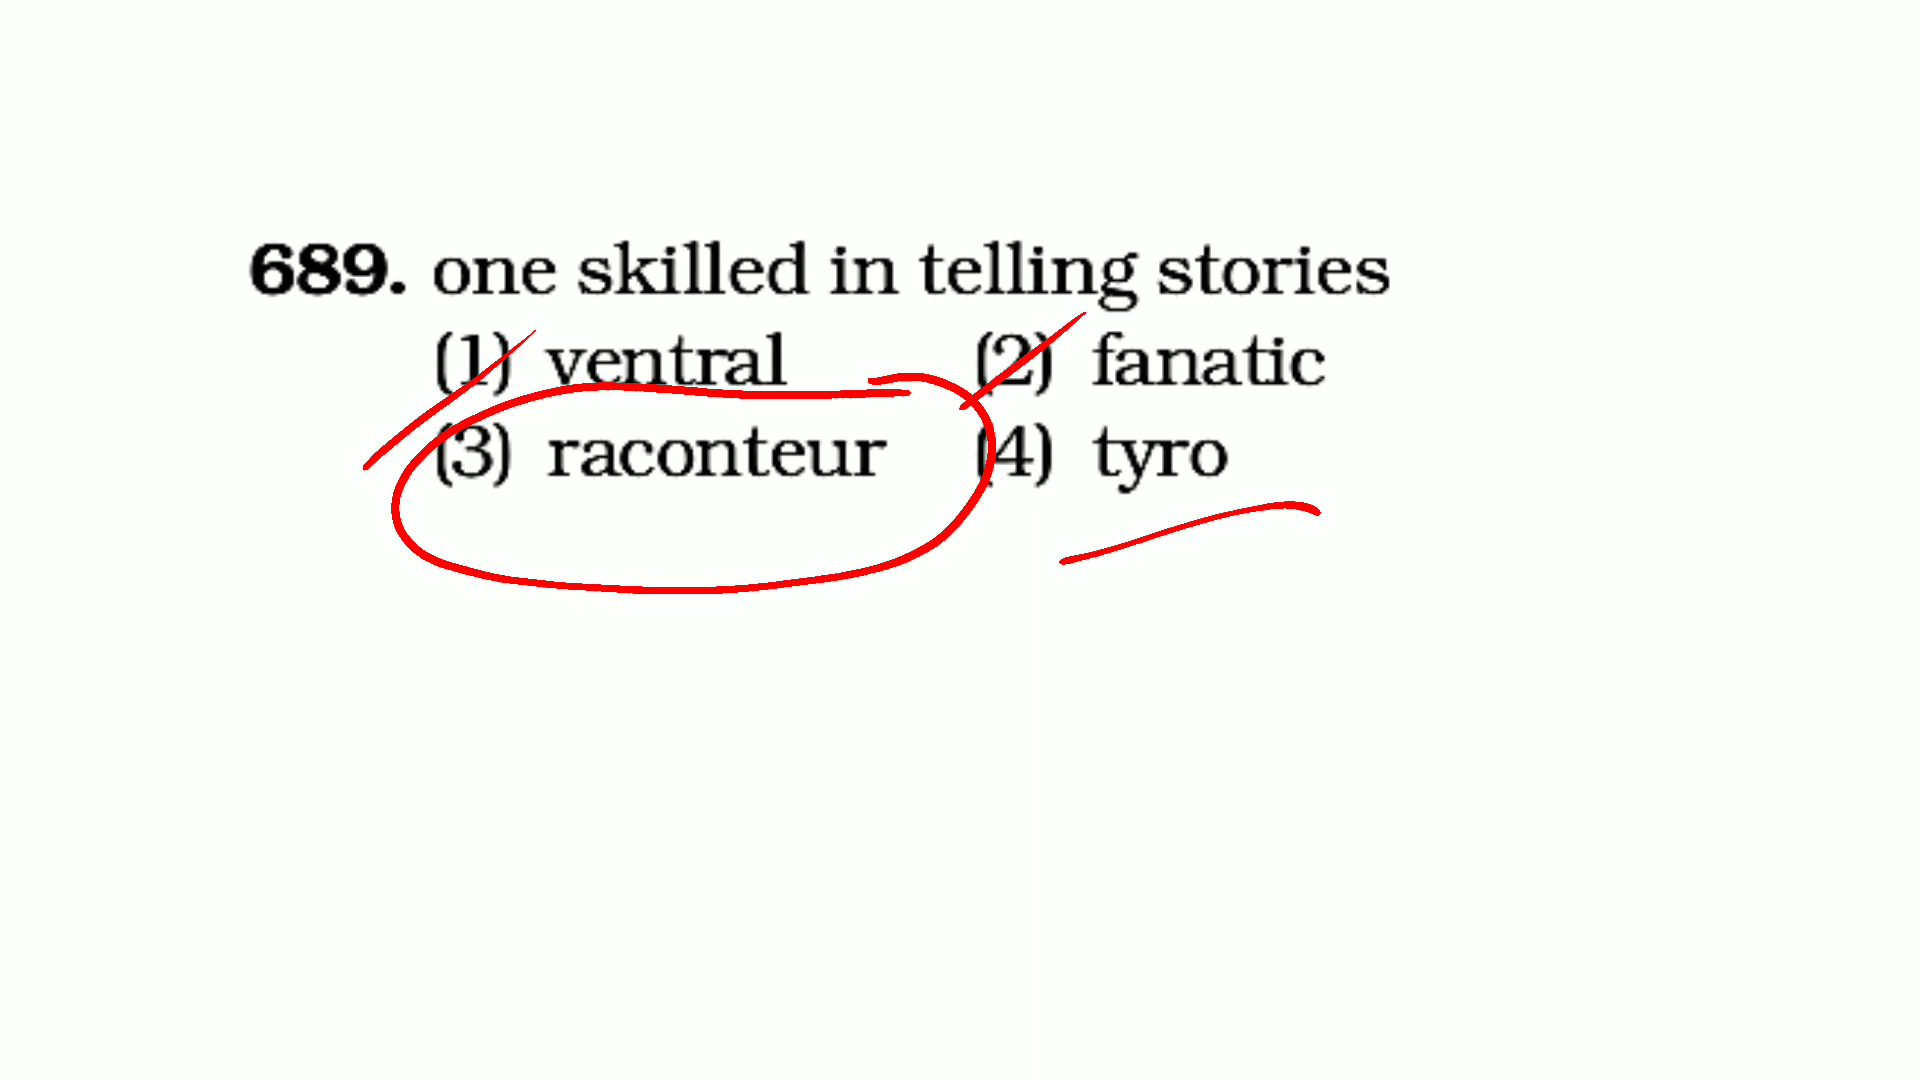 689. one skilled in telling stories
(1) ventral (2) fanatic
(3) raconteur (4) tyro